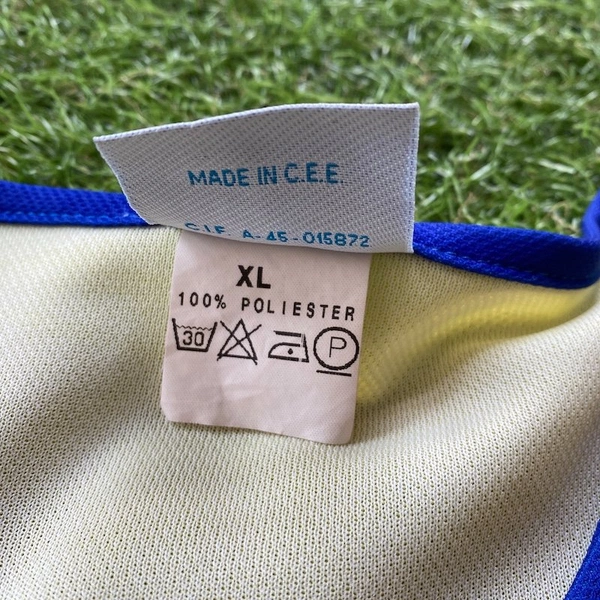 MADE IN C.E.E.
C.I.F. A-45-015872
XL
100% POLIESTER
30 P